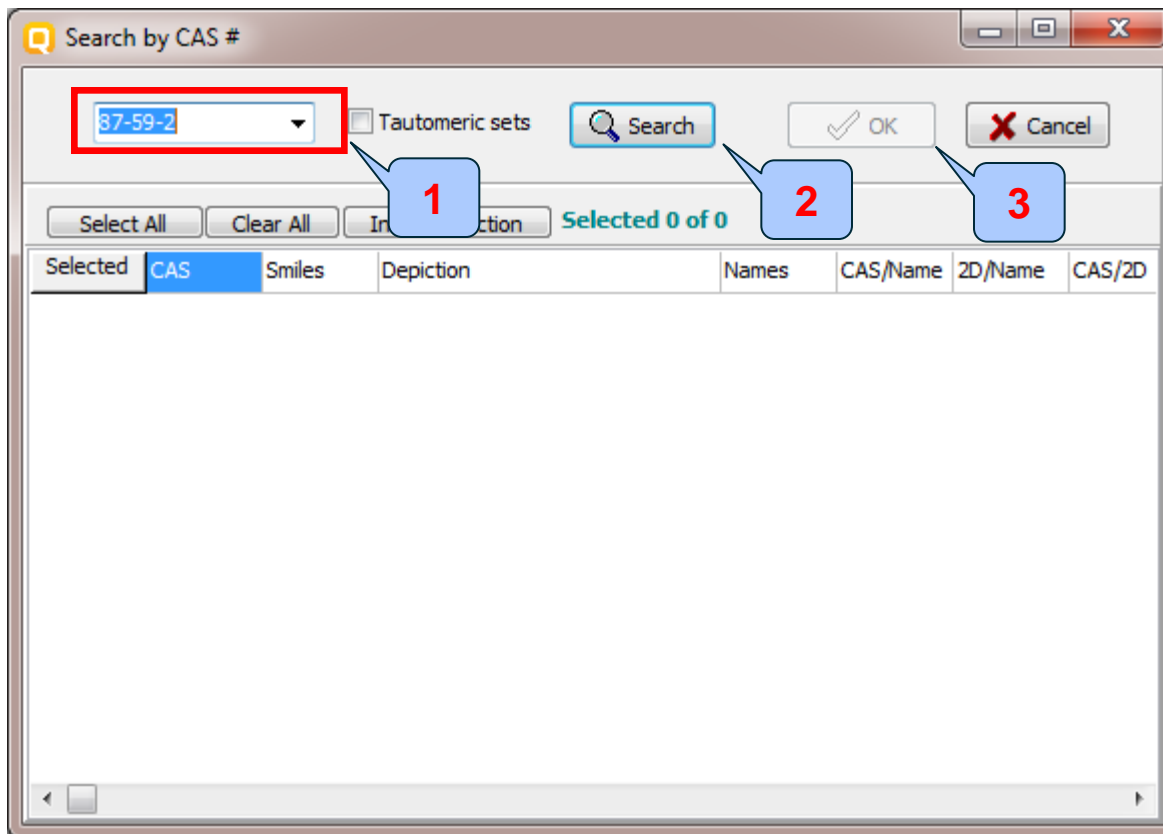 Search by CAS #
87-59-2 Tautomeric sets Search OK Cancel
1 2 3
Select All Clear All Selected 0 of 0
Selected CAS Smiles Depiction Names CAS/Name 2D/Name CAS/2D